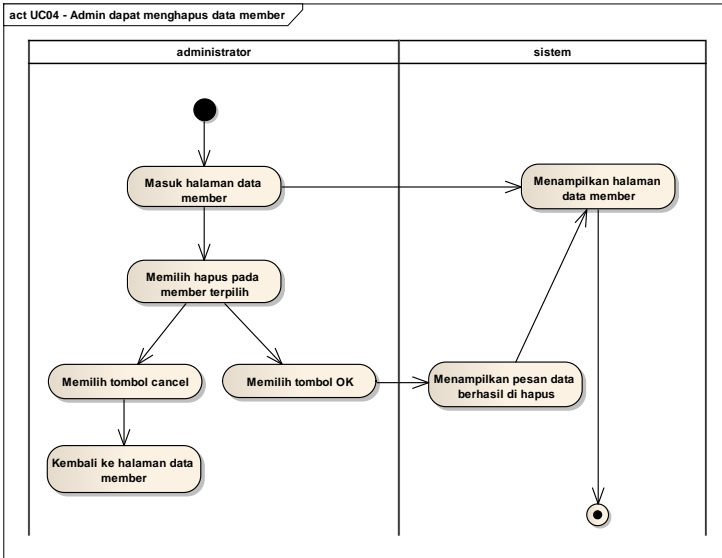 act UC04 - Admin dapat menghapus data member
administrator
sistem
Masuk halaman data
member
Menampilkan halaman
data member
Memilih hapus pada
member terpilih
Memilih tombol cancel
Memilih tombol OK
Menampilkan pesan data
berhasil di hapus
Kembali ke halaman data
member